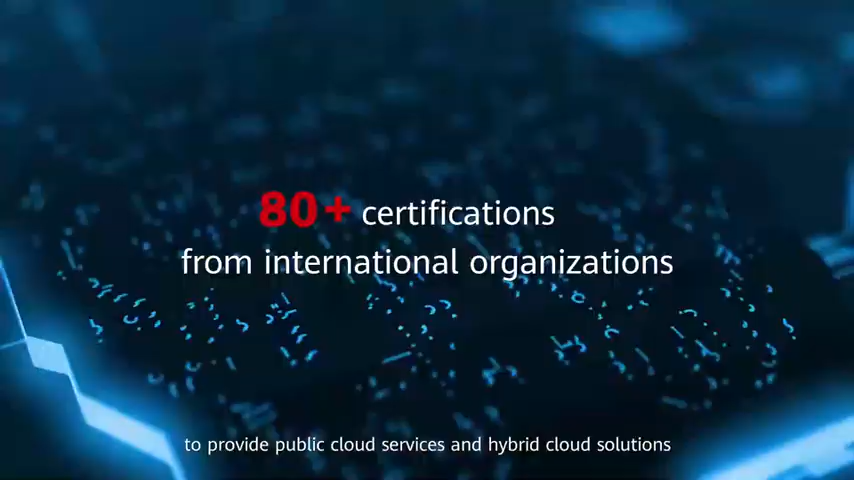 80+ certifications
from international organizations
to provide public cloud services and hybrid cloud solutions